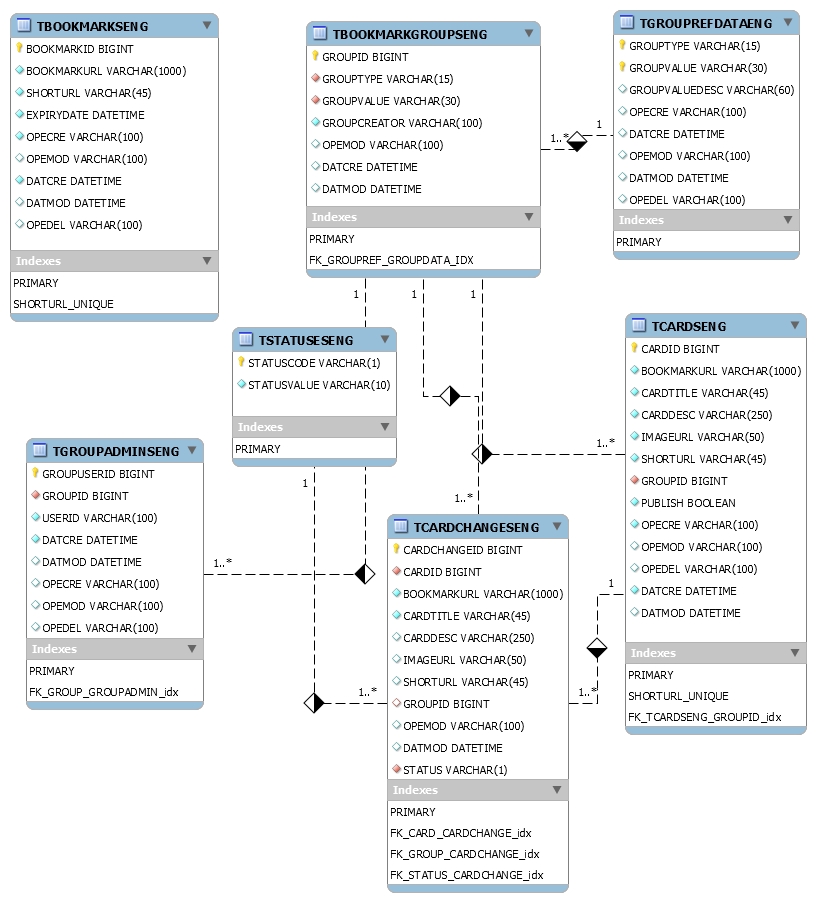 TBOOKMARKSENG
BOOKMARKID BIGINT
BOOKMARKURL VARCHAR(1000)
SHORTURL VARCHAR(45)
EXPIRYDATE DATETIME
OPECRE VARCHAR(100)
OPEMOD VARCHAR(100)
DATCRE DATETIME
DATMOD DATETIME
OPEDEL VARCHAR(100)
Indexes
PRIMARY
SHORTURL_UNIQUE
TBOOKMARKGROUPSENG
GROUPID BIGINT
GROUPTYPE VARCHAR(15)
GROUPVALUE VARCHAR(30)
GROUPCREATOR VARCHAR(100)
OPEMOD VARCHAR(100)
DATCRE DATETIME
DATMOD DATETIME
Indexes
PRIMARY
FK_GROUPREF_GROUPDATA_IDX
1..*
1
TGROUPREFDATAENG
GROUPTYPE VARCHAR(15)
GROUPVALUE VARCHAR(30)
GROUPVALUEDESC VARCHAR(60)
OPECRE VARCHAR(100)
DATCRE DATETIME
OPEMOD VARCHAR(100)
DATMOD DATETIME
OPEDEL VARCHAR(100)
Indexes
PRIMARY
1
1
1
TSTATUSESENG
STATUSCODE VARCHAR(1)
STATUSVALUE VARCHAR(10)
Indexes
PRIMARY
1
TCARDSENG
CARDID BIGINT
BOOKMARKURL VARCHAR(1000)
CARDTITLE VARCHAR(45)
CARDDESC VARCHAR(250)
IMAGEURL VARCHAR(50)
SHORTURL VARCHAR(45)
GROUPID BIGINT
PUBLISH BOOLEAN
OPECRE VARCHAR(100)
OPEMOD VARCHAR(100)
OPEDEL VARCHAR(100)
DATCRE DATETIME
DATMOD DATETIME
Indexes
PRIMARY
SHORTURL_UNIQUE
FK_TCARDSENG_GROUPID_idx
1..*
1..*
1
1..*
TGROUPADMINSENG
GROUPUSERID BIGINT
GROUPID BIGINT
USERID VARCHAR(100)
DATCRE DATETIME
DATMOD DATETIME
OPECRE VARCHAR(100)
OPEMOD VARCHAR(100)
OPEDEL VARCHAR(100)
Indexes
PRIMARY
FK_GROUP_GROUPADMIN_idx
1..*
1..*
TCARDCHANGESENG
CARDCHANGEID BIGINT
CARDID BIGINT
BOOKMARKURL VARCHAR(1000)
CARDTITLE VARCHAR(45)
CARDDESC VARCHAR(250)
IMAGEURL VARCHAR(50)
SHORTURL VARCHAR(45)
GROUPID BIGINT
OPEMOD VARCHAR(100)
DATMOD DATETIME
STATUS VARCHAR(1)
Indexes
PRIMARY
FK_CARD_CARDCHANGE_idx
FK_GROUP_CARDCHANGE_idx
FK_STATUS_CARDCHANGE_idx